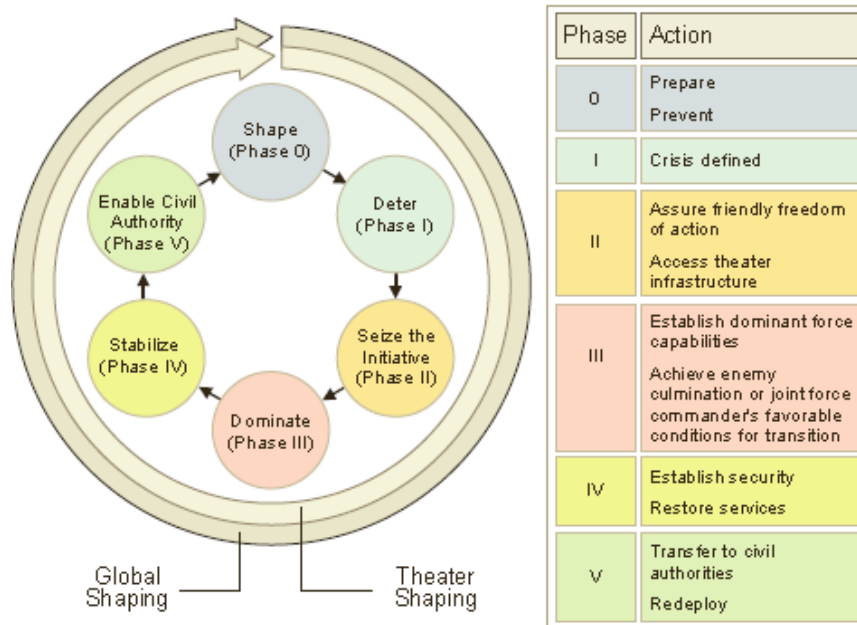 Shape
(Phase 0)
Deter
(Phase I)
Seize the
Initiative
(Phase II)
Dominate
(Phase III)
Stabilize
(Phase IV)
Enable Civil
Authority
(Phase V)
Global
Shaping
Theater
Shaping
Phase
Action
0
Prepare
Prevent
I
Crisis defined
II
Assure friendly freedom
of action
Access theater
infrastructure
III
Establish dominant force
capabilities
Achieve enemy
culmination or joint force
commander's favorable
conditions for transition
IV
Establish security
Restore services
V
Transfer to civil
authorities
Redeploy